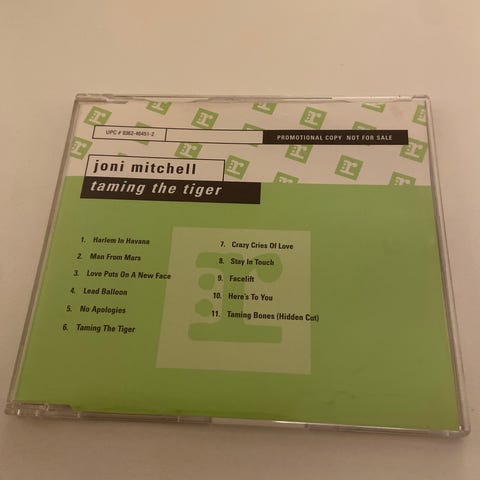 UPC # 9362-46451-2
PROMOTIONAL COPY NOT FOR SALE
joni mitchell
taming the tiger
1. Harlem In Havana
2. Man From Mars
3. Love Puts On A New Face
4. Lead Balloon
5. No Apologies
6. Taming The Tiger
7. Crazy Cries Of Love
8. Stay In Touch
9. Facelift
10. Here's To You
11. Taming Bones (Hidden Cut)